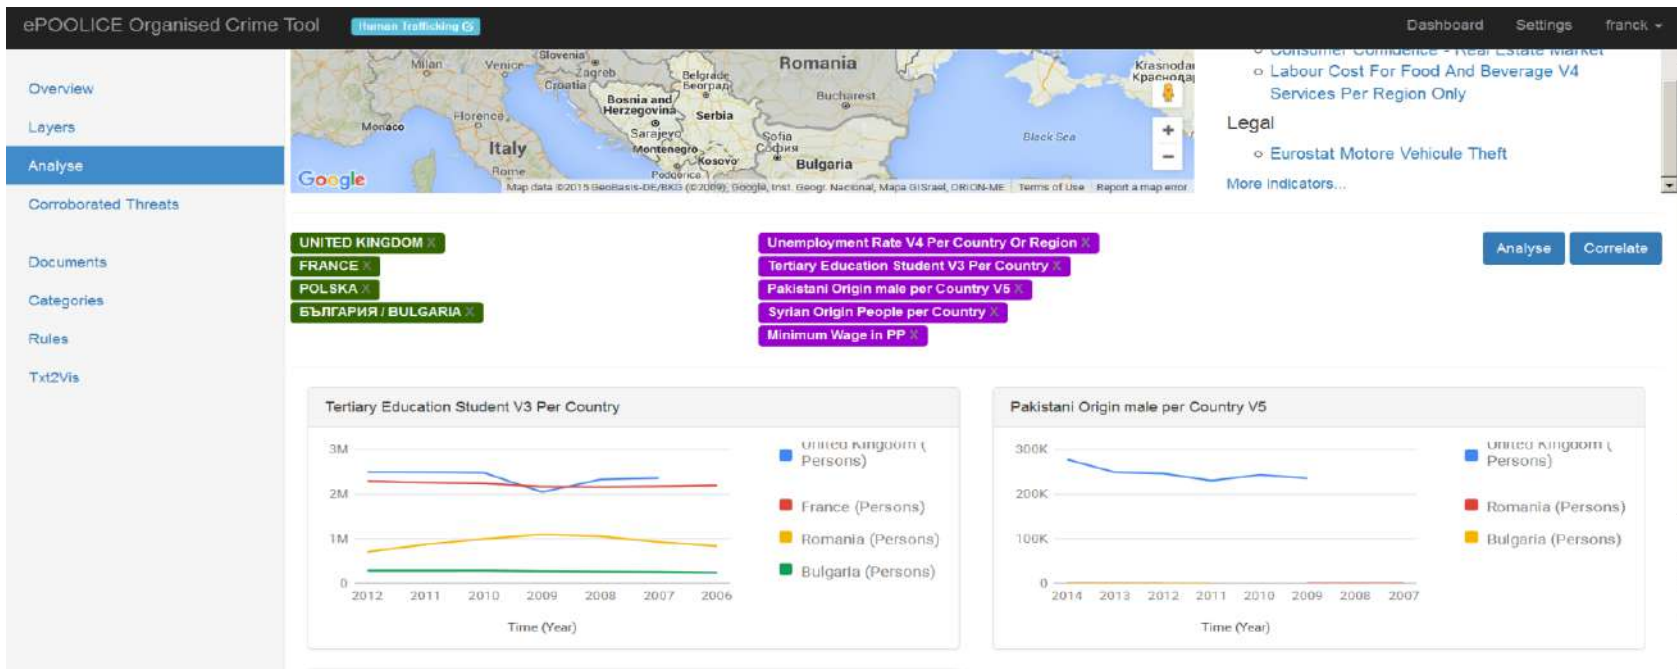 ePOOLICE Organised Crime Tool
Human Trafficking
Dashboard
Settings
franck
Overview
Layers
Analyse
Corroborated Threats
Documents
Categories
Rules
Txt2Vis
Milan
Venice
Slovenia
Zagreb
Croatia
Belgrade
Београд
Romania
Bucharest
Krasnodar
Краснодар
Bosnia and
Herzegovina
Serbia
Monaco
Florence
Sarajevo
Sofia
София
Black Sea
Italy
Montenegro
Kosovo
Bulgaria
Rome
Podgorica
Google
Map data ©2015 GeoBasis-DE/BKG (©2009), Google, Inst. Geogr. Nacional, Mapa GISrael, ORION-ME
Terms of Use
Report a map error
Consumer Confidence - Real Estate Market
Labour Cost For Food And Beverage V4
Services Per Region Only
Legal
Eurostat Motore Vehicule Theft
More indicators...
UNITED KINGDOM X
FRANCE X
POLSKA X
БЪЛГАРИЯ / BULGARIA X
Unemployment Rate V4 Per Country Or Region X
Tertiary Education Student V3 Per Country X
Pakistani Origin male per Country V5 X
Syrian Origin People per Country X
Minimum Wage in PP X
Analyse
Correlate
Tertiary Education Student V3 Per Country
3M
2M
1M
0
2012 2011 2010 2009 2008 2007 2006
Time (Year)
United Kingdom (
Persons)
France (Persons)
Romania (Persons)
Bulgaria (Persons)
Pakistani Origin male per Country V5
300K
200K
100K
0
2014 2013 2012 2011 2010 2009 2008 2007
Time (Year)
United Kingdom (
Persons)
Romania (Persons)
Bulgaria (Persons)